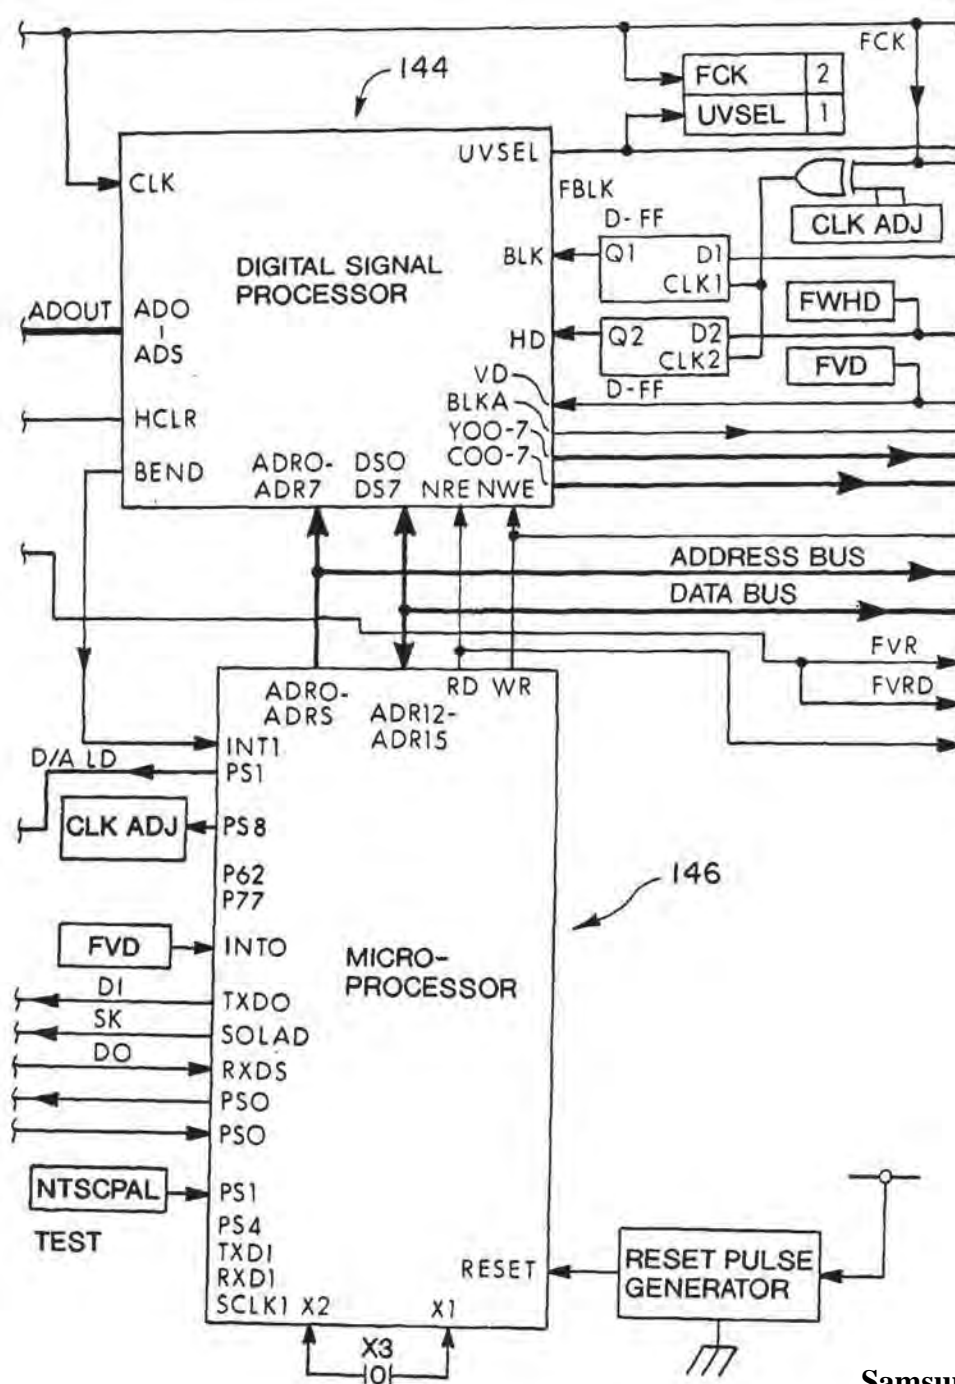 FCK
144
FCK 2
UVSEL 1
UVSEL
CLK
FBLK
CLK ADJ
D-FF
BLK
Q1 D1
CLK1
DIGITAL SIGNAL
PROCESSOR
FWHD
ADOUT
ADO
ADS
HD
Q2 D2
CLK2
FVD
D-FF
VD
BLKA
YOO-7
COO-7
HCLR
BEND
ADRO-
ADR7
DSO
DS7
NRE NWE
ADDRESS BUS
DATA BUS
FVR
FVRD
ADRO-
ADRS
ADR12-
ADR15
RD WR
INT1
D/A LD
PS1
CLK ADJ
PS8
P62
P77
146
FVD
INTO
MICRO-
PROCESSOR
DI
TXDO
SK
SOLAD
DO
RXDS
PSO
PSO
NTSCPAL
PS1
TEST
PS4
TXD1
RXD1
SCLK1 X2
X1
RESET
RESET PULSE
GENERATOR
X3